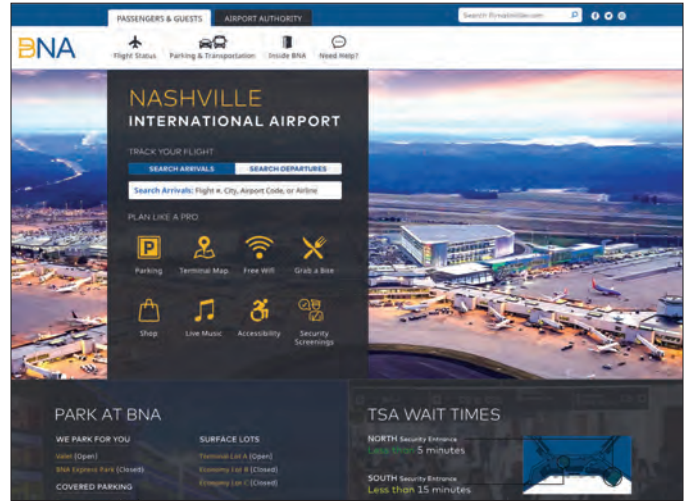 PASSENGERS & GUESTS
AIRPORT AUTHORITY
BNA
Flight Status
Parking & Transportation
Inside BNA
Need Help?
NASHVILLE
INTERNATIONAL AIRPORT
TRACK YOUR FLIGHT
SEARCH ARRIVALS
SEARCH DEPARTURES
Search Arrivals: Flight #, City, Airport Code, or Airline
PLAN LIKE A PRO
Parking
Terminal Map
Free Wifi
Grab a Bite
Shop
Live Music
Accessibility
Security
Screenings
PARK AT BNA
WE PARK FOR YOU
Valet (Open)
BNA Express Park (Closed)
COVERED PARKING
SURFACE LOTS
Terminal Lot A (Open)
Economy Lot B (Closed)
Economy Lot C (Closed)
TSA WAIT TIMES
NORTH Security Entrance
Less than 5 minutes
SOUTH Security Entrance
Less than 15 minutes